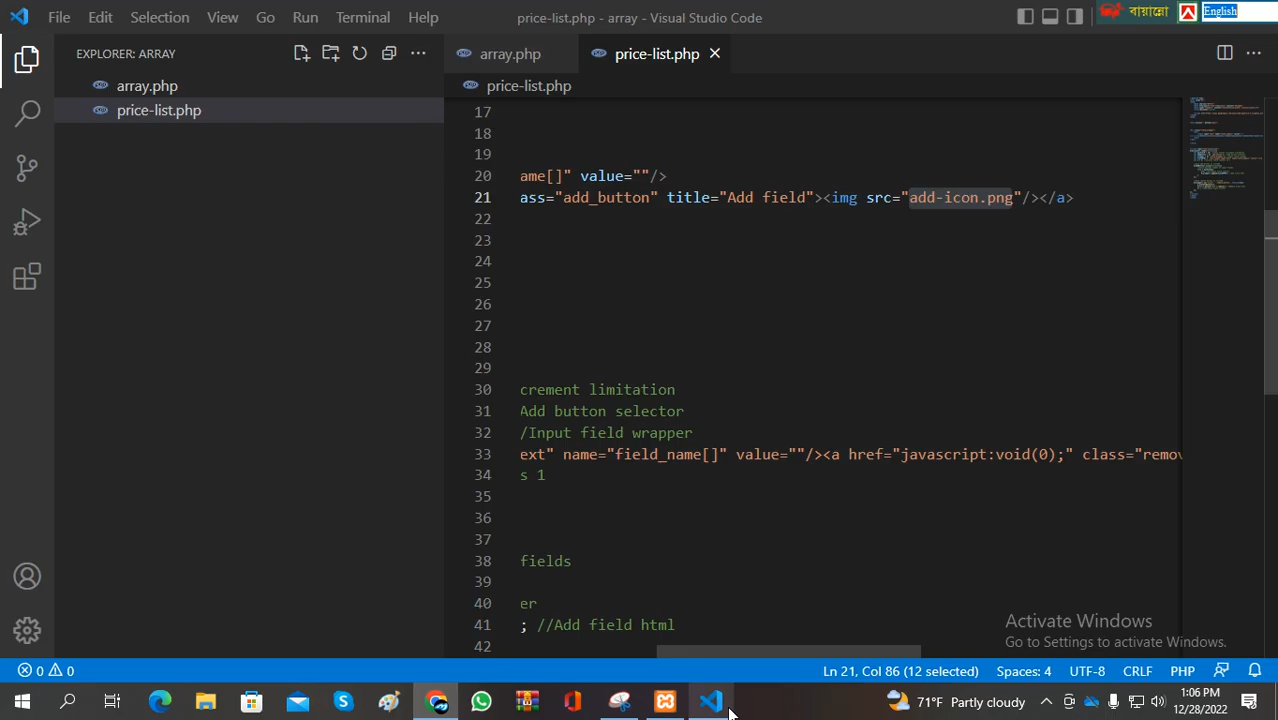 File Edit Selection View Go Run Terminal Help price-list.php - array - Visual Studio Code বায়ান্নো English
EXPLORER: ARRAY
array.php
price-list.php
array.php price-list.php
price-list.php
17
18
19
20 ame[]" value=""/>
21 ass="add_button" title="Add field"><img src="add-icon.png"/></a>
22
23
24
25
26
27
28
29
30 crement limitation
31 Add button selector
32 /Input field wrapper
33 ext" name="field_name[]" value=""/><a href="javascript:void(0);" class="remov
34 s 1
35
36
37
38 fields
39
40 er
41 ; //Add field html
42
Activate Windows
Go to Settings to activate Windows.
0 0 Ln 21, Col 86 (12 selected) Spaces: 4 UTF-8 CRLF PHP
71°F Partly cloudy 1:06 PM
12/28/2022